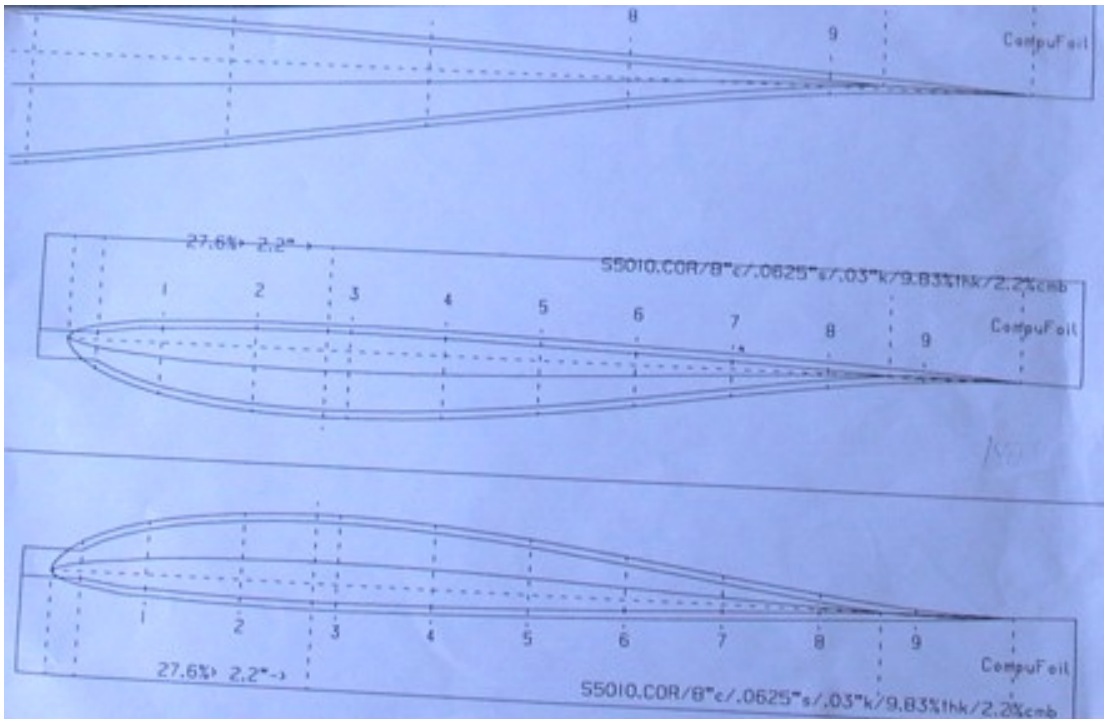 8
9
CompuFoil
27.6%> 2.2" >
S5010.COR/8"c/.0625"s/.03"k/9.83%thk/2.2%cmb
1 2 3 4 5 6 7 8 9
CompuFoil
1 2 3 4 5 6 7 8 9
CompuFoil
27.6%> 2.2"->
S5010.COR/8"c/.0625"s/.03"k/9.83%thk/2.2%cmb